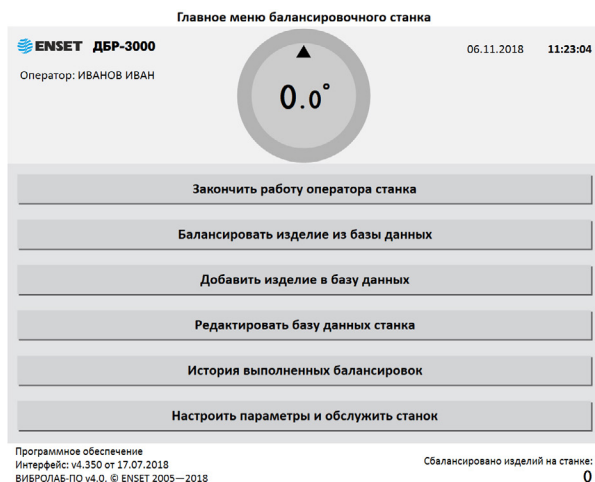 Главное меню балансировочного станка
ENSET ДБР-3000
06.11.2018 11:23:04
Оператор: ИВАНОВ ИВАН
0.0°
Закончить работу оператора станка
Балансировать изделие из базы данных
Добавить изделие в базу данных
Редактировать базу данных станка
История выполненных балансировок
Настроить параметры и обслужить станок
Программное обеспечение
Интерфейс: v4.350 от 17.07.2018
ВИБРОЛАБ-ПО v4.0. © ENSET 2005—2018
Сбалансировано изделий на станке:
0